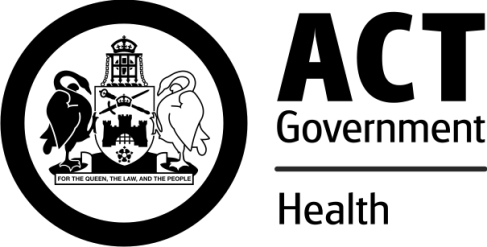 FOR THE QUEEN, THE LAW, AND THE PEOPLE
ACT
Government
Health